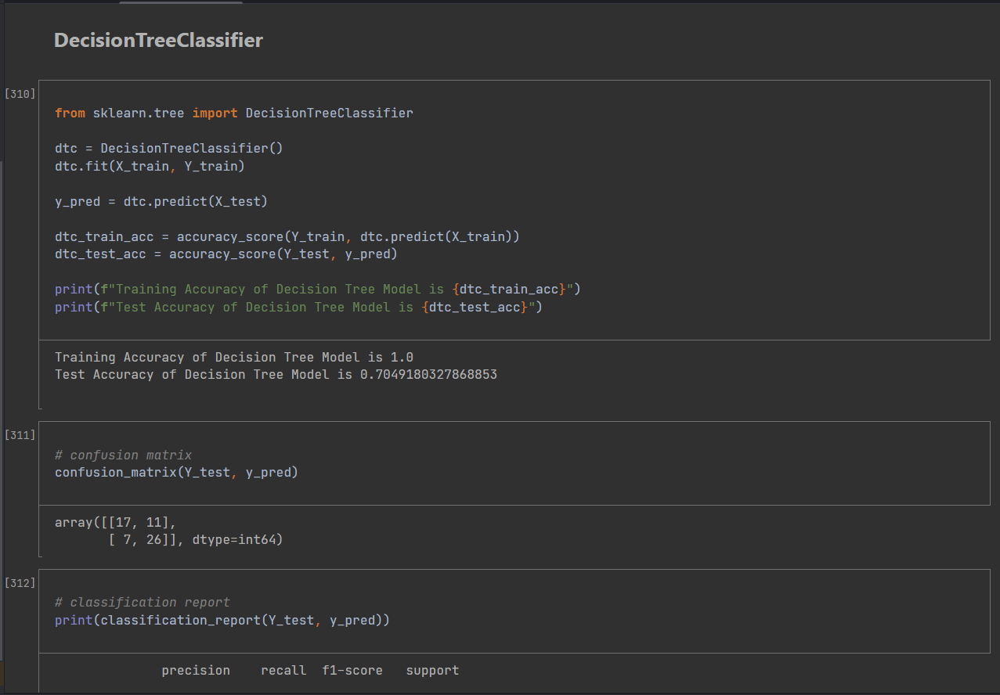 DecisionTreeClassifier
[310]
from sklearn.tree import DecisionTreeClassifier
dtc = DecisionTreeClassifier()
dtc.fit(X_train, Y_train)
y_pred = dtc.predict(X_test)
dtc_train_acc = accuracy_score(Y_train, dtc.predict(X_train))
dtc_test_acc = accuracy_score(Y_test, y_pred)
print(f"Training Accuracy of Decision Tree Model is {dtc_train_acc}")
print(f"Test Accuracy of Decision Tree Model is {dtc_test_acc}")
Training Accuracy of Decision Tree Model is 1.0
Test Accuracy of Decision Tree Model is 0.7049180327868853
[311]
# confusion matrix
confusion_matrix(Y_test, y_pred)
array([[17, 11],
       [ 7, 26]], dtype=int64)
[312]
# classification report
print(classification_report(Y_test, y_pred))
              precision    recall  f1-score   support